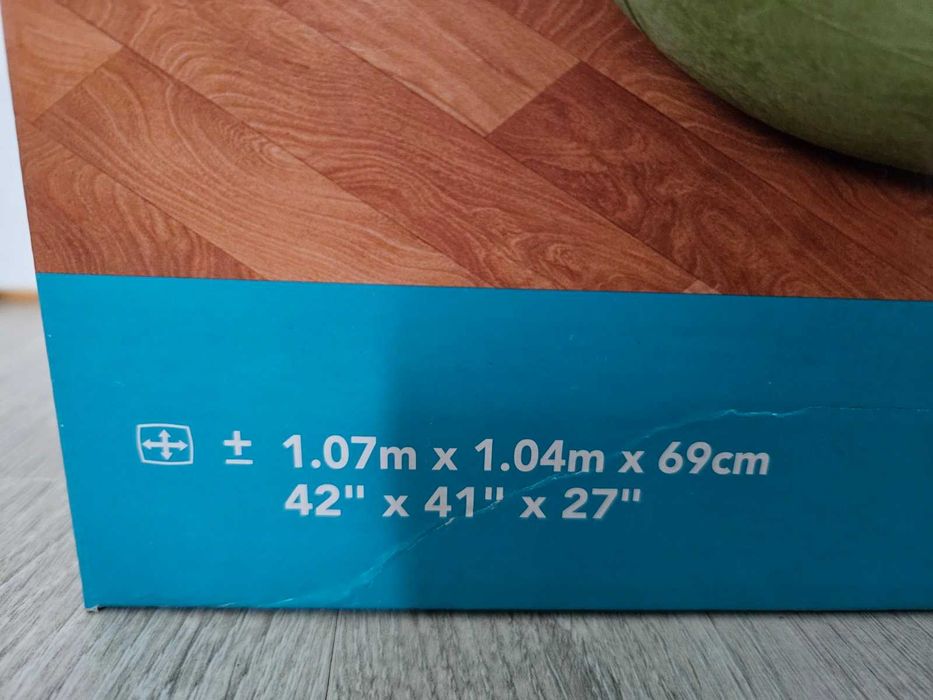 ± 1.07m x 1.04m x 69cm
42" x 41" x 27"